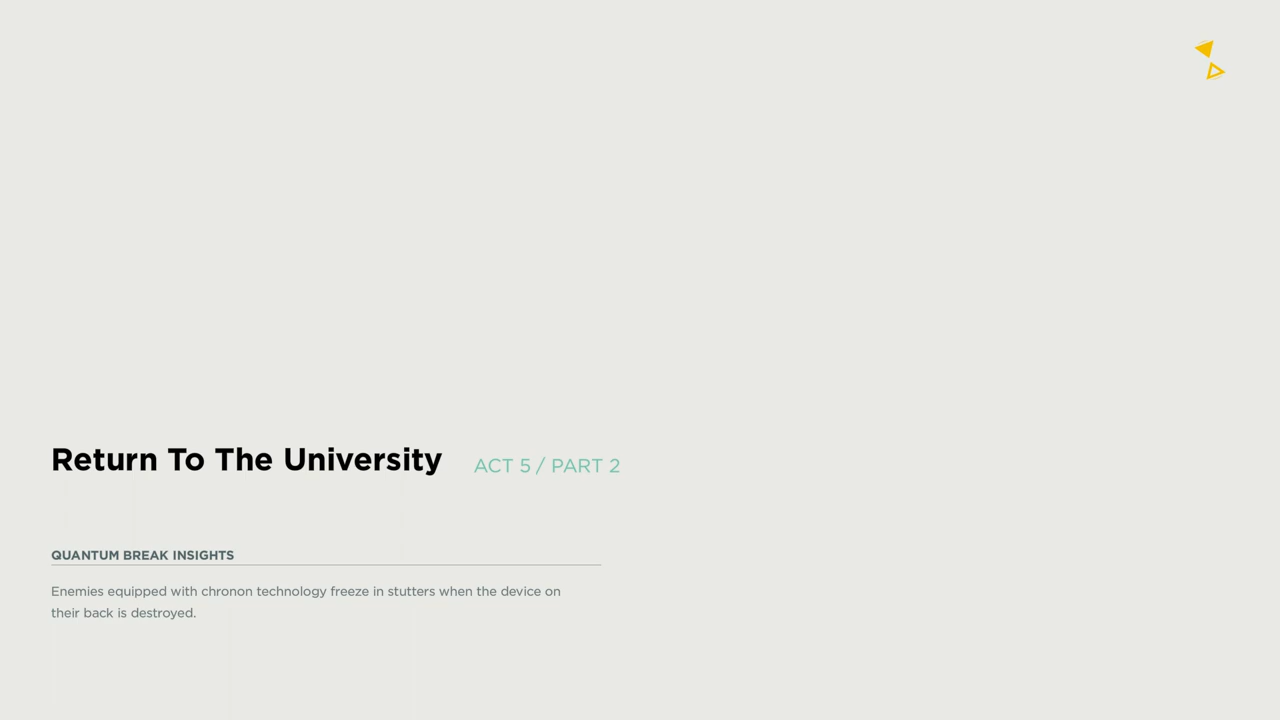 Return To The University ACT 5 / PART 2
QUANTUM BREAK INSIGHTS
Enemies equipped with chronon technology freeze in stutters when the device on
their back is destroyed.